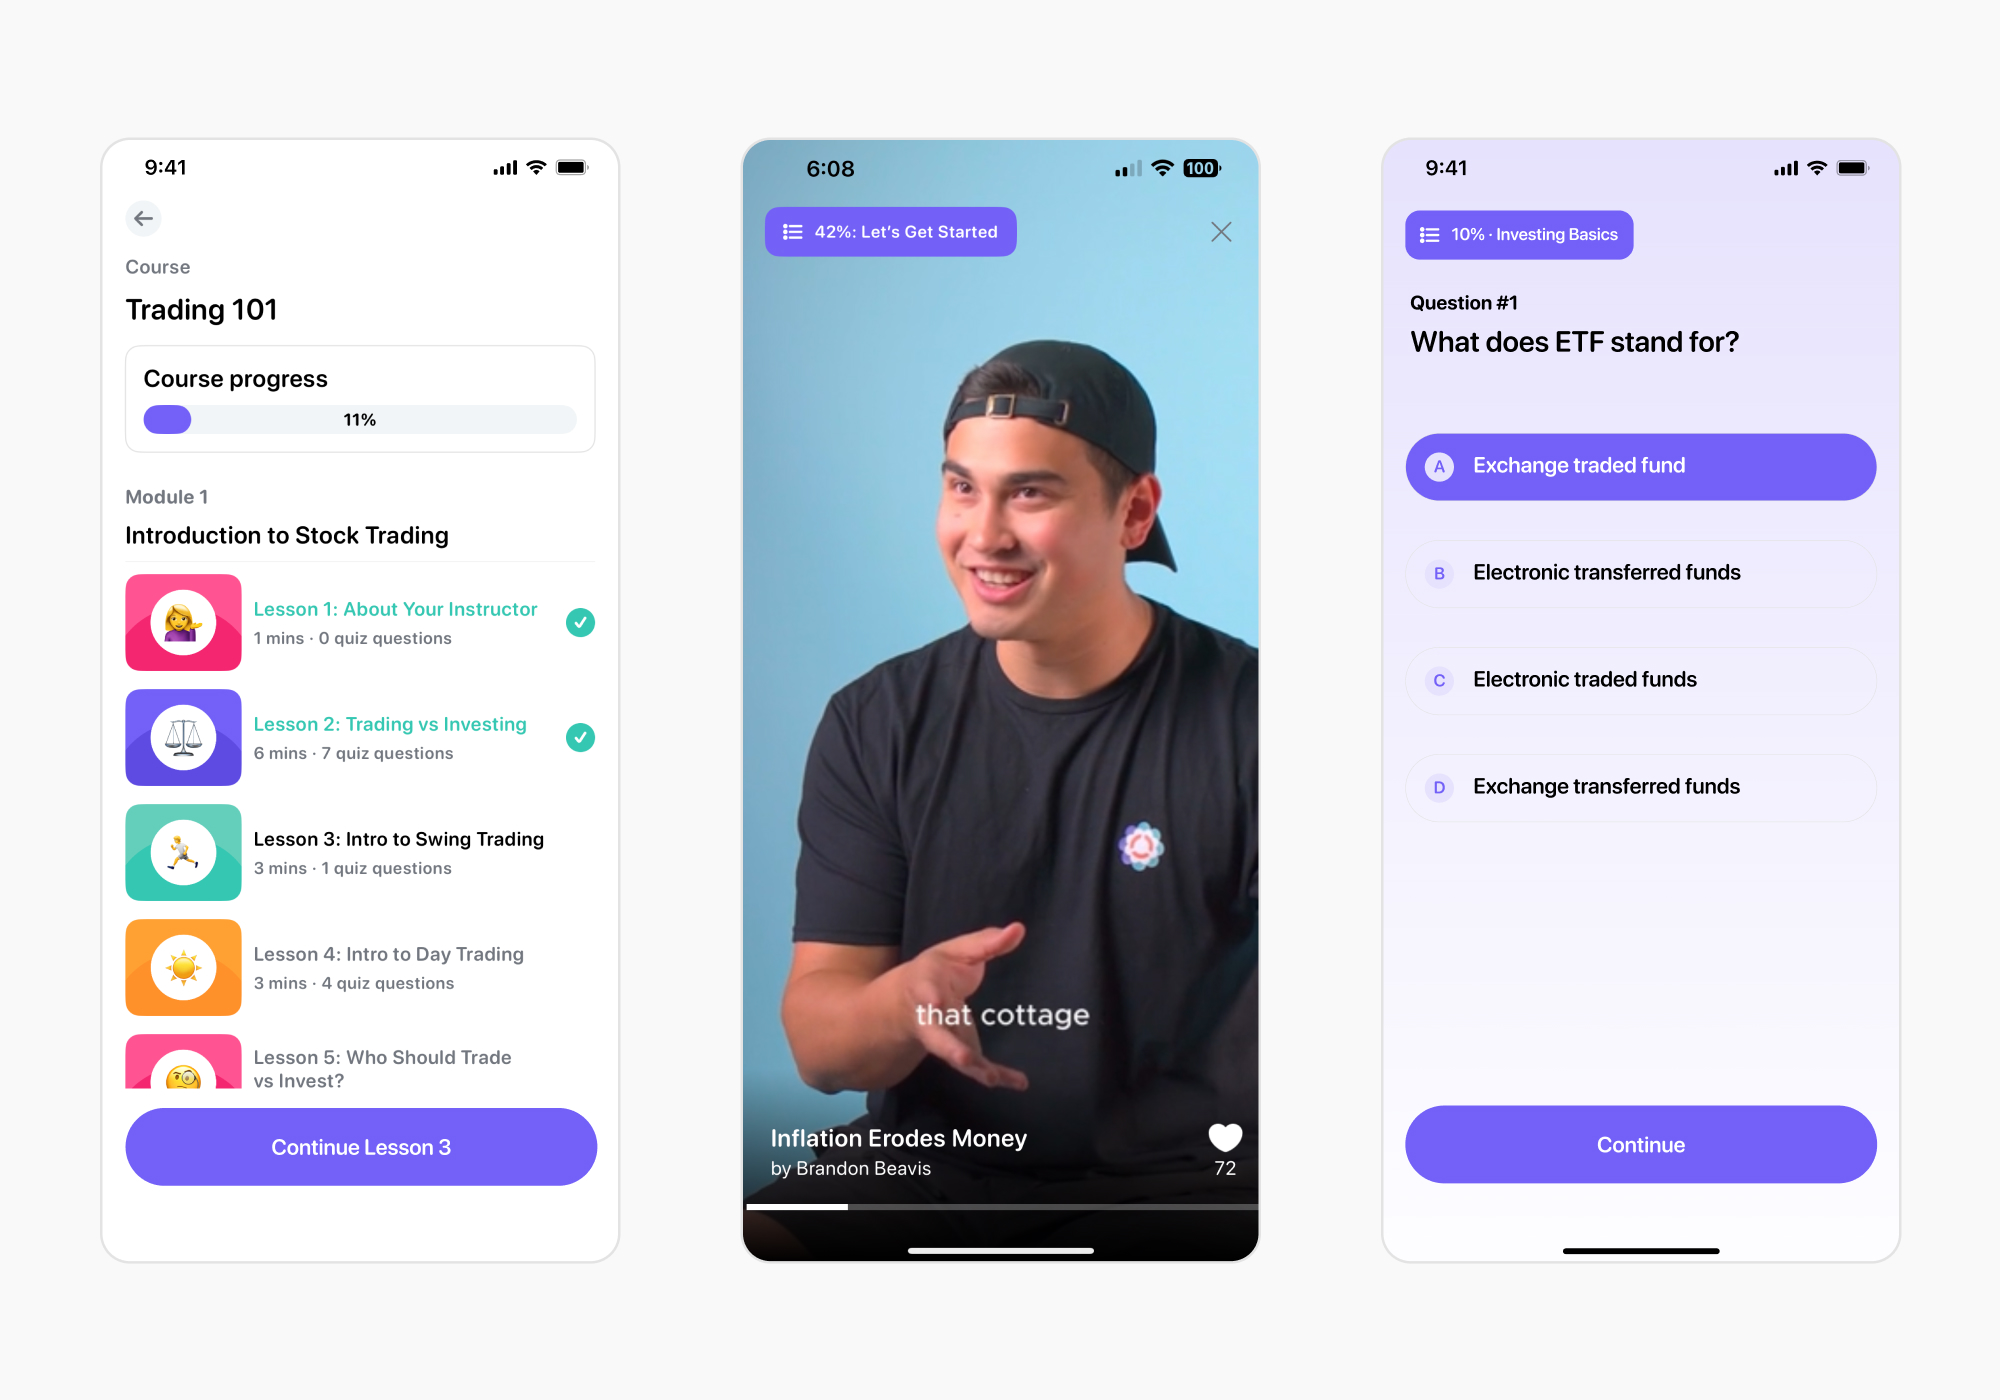 9:41
Course
Trading 101
Course progress
11%
Module 1
Introduction to Stock Trading
Lesson 1: About Your Instructor
1 mins · 0 quiz questions
Lesson 2: Trading vs Investing
6 mins · 7 quiz questions
Lesson 3: Intro to Swing Trading
3 mins · 1 quiz questions
Lesson 4: Intro to Day Trading
3 mins · 4 quiz questions
Lesson 5: Who Should Trade
vs Invest?
Continue Lesson 3
6:08
100
42%: Let’s Get Started
that cottage
Inflation Erodes Money
by Brandon Beavis
72
9:41
10% · Investing Basics
Question #1
What does ETF stand for?
A Exchange traded fund
B Electronic transferred funds
C Electronic traded funds
D Exchange transferred funds
Continue